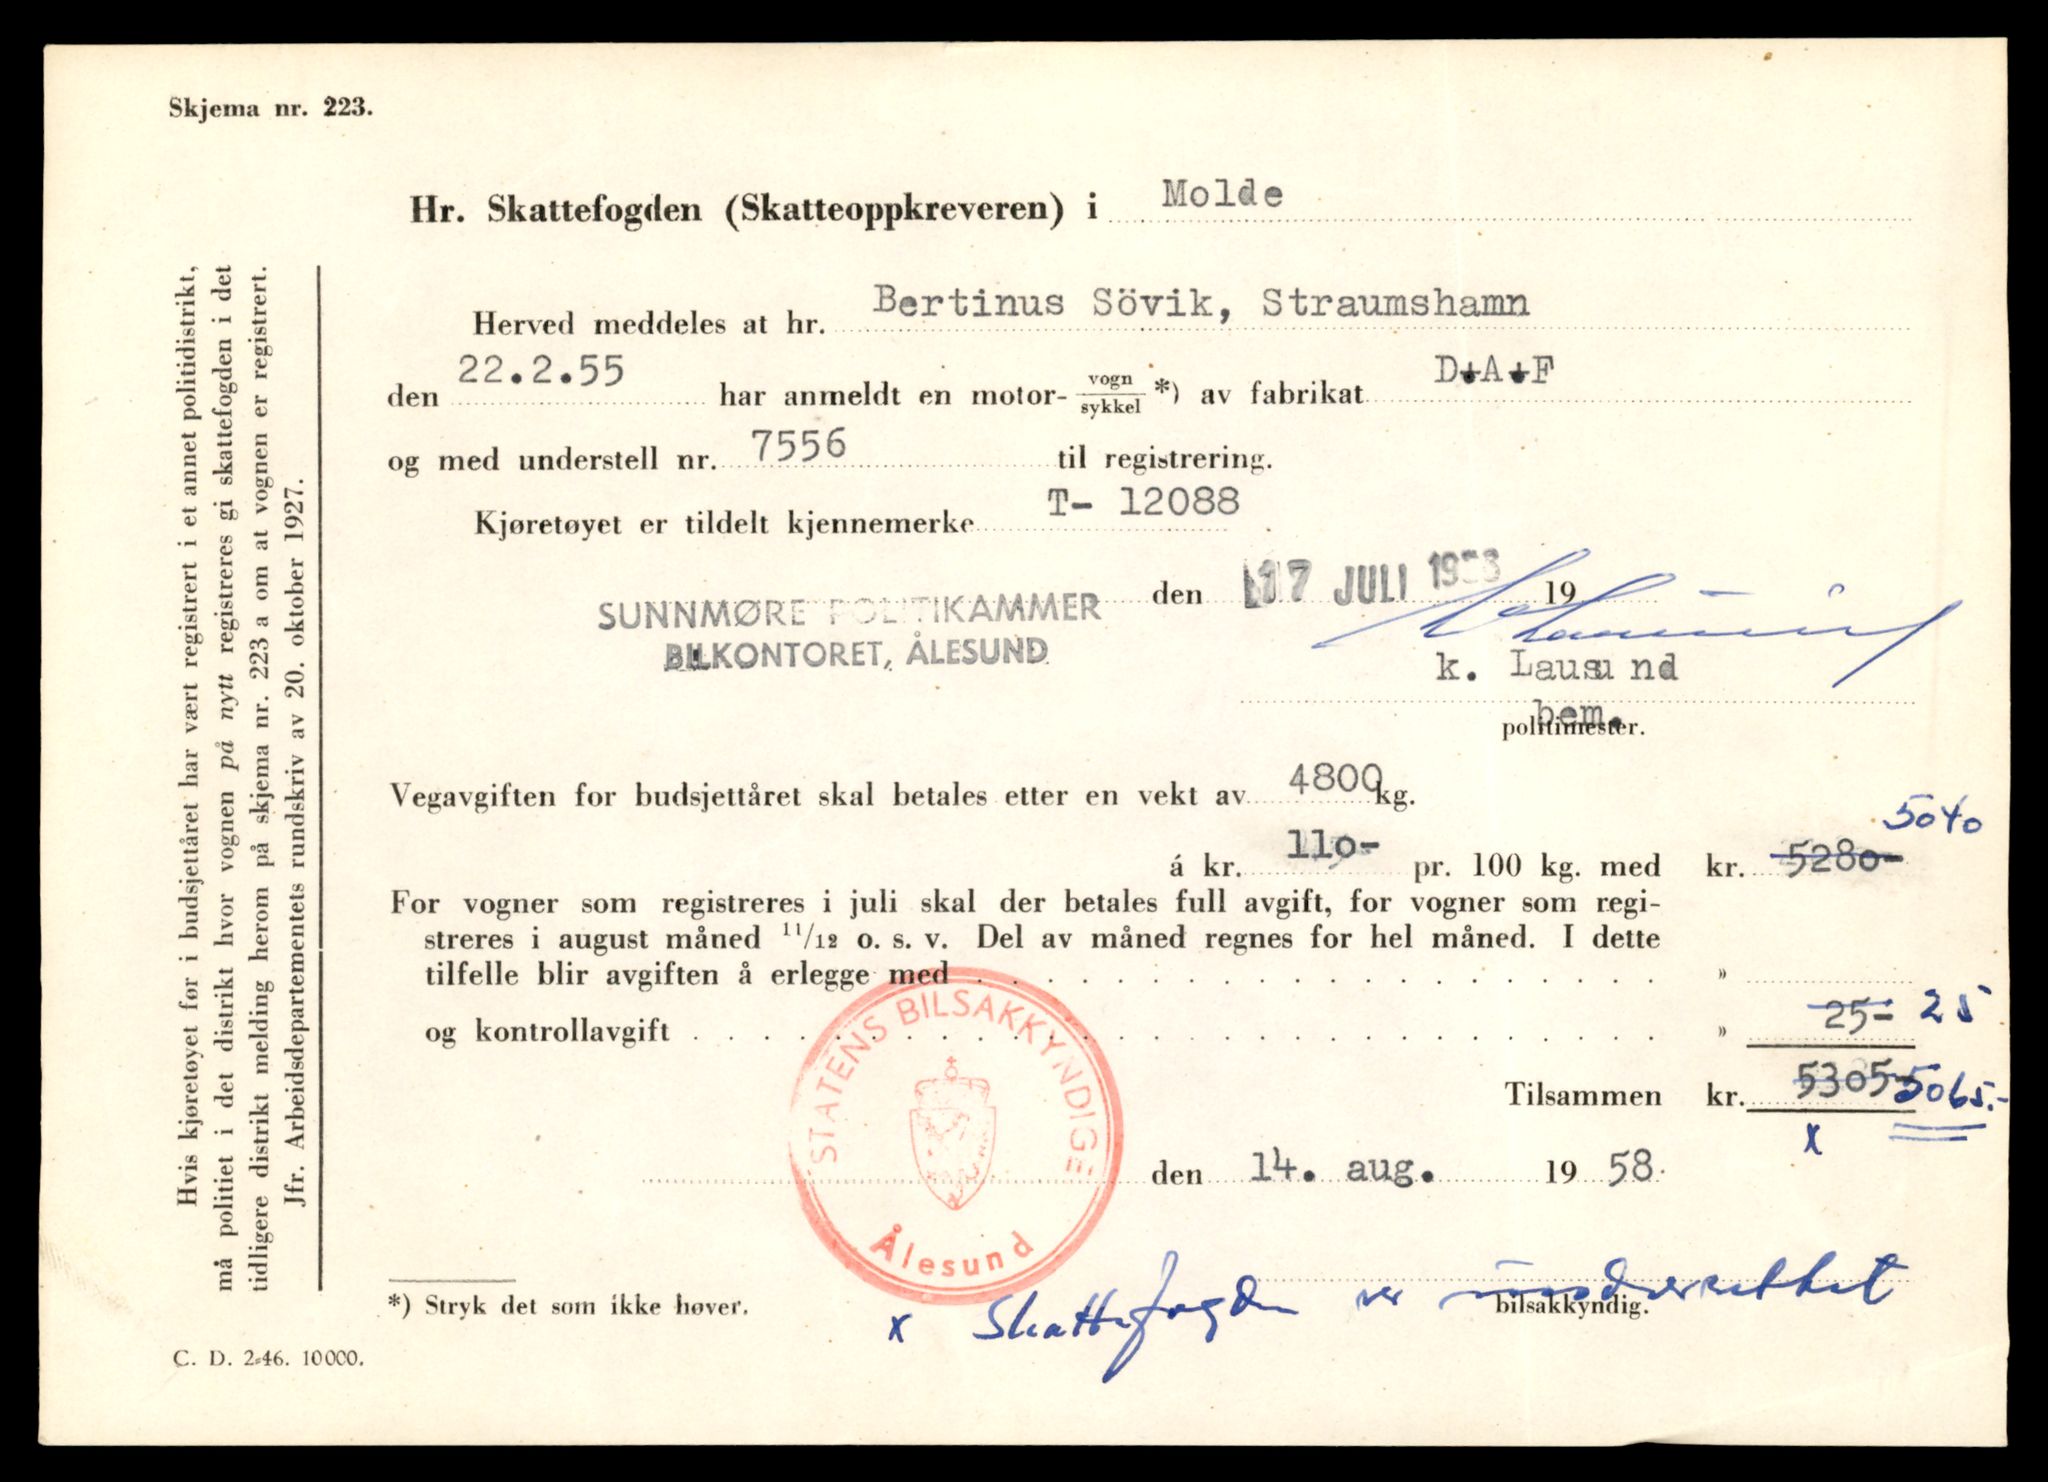 Skjema nr. 223.
Hr. Skattefogden (Skatteoppkreveren) i Molde
Herved meddeles at hr. Bertinus Sövik, Straumshamn
den 22.2.55 har anmeldt en motor- vogn/sykkel *) av fabrikat D.A.F
og med understell nr. 7556 til registrering.
Kjøretøyet er tildelt kjennemerke T- 12088
den 17 JULI 1958 19
SUNNMØRE POLITIKAMMER
BILKONTORET, ÅLESUND
k. Lausund
bem.
politimester.
Vegavgiften for budsjettåret skal betales etter en vekt av 4800 kg.
5040
á kr. 110- pr. 100 kg. med kr. 5280-
For vogner som registreres i juli skal der betales full avgift, for vogner som regi-
streres i august måned 11/12 o. s. v. Del av måned regnes for hel måned. I dette
tilfelle blir avgiften å erlegge med . . . . . . . . . . . . . . . »
og kontrollavgift . . . . . . . . . . . . . . . . . . . . . » 25- 25
Tilsammen kr. 5305- 5065.-
x
den 14. aug. 19 58.
STATENS BILSAKKYNDIGE
Ålesund
bilsakkyndig.
x Skattefogden er underrettet
*) Stryk det som ikke høver.
C. D. 2-46. 10000.
Hvis kjøretøyet før i budsjettåret har vært registrert i et annet politidistrikt,
må politiet i det distrikt hvor vognen på nytt registreres gi skattefogden i det
tidligere distrikt melding herom på skjema nr. 223 a om at vognen er registrert.
Jfr. Arbeidsdepartementets rundskriv av 20. oktober 1927.